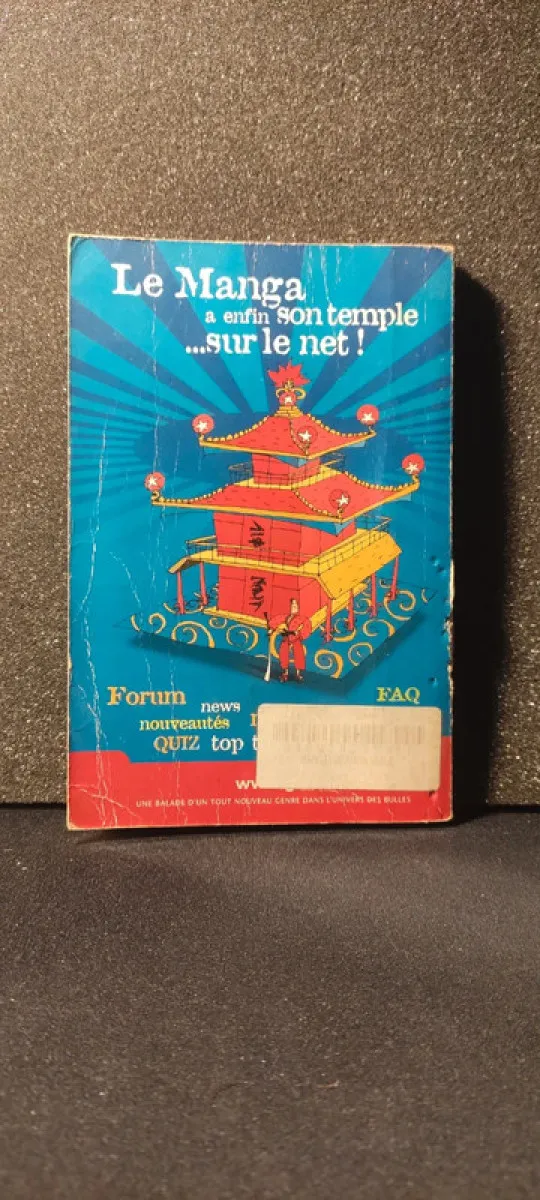 Le Manga
a enfin son temple
...sur le net !
Forum news FAQ
nouveautés
QUIZ top
UNE BALADE D'UN TOUT NOUVEAU GENRE DANS L'UNIVERS DES BULLES